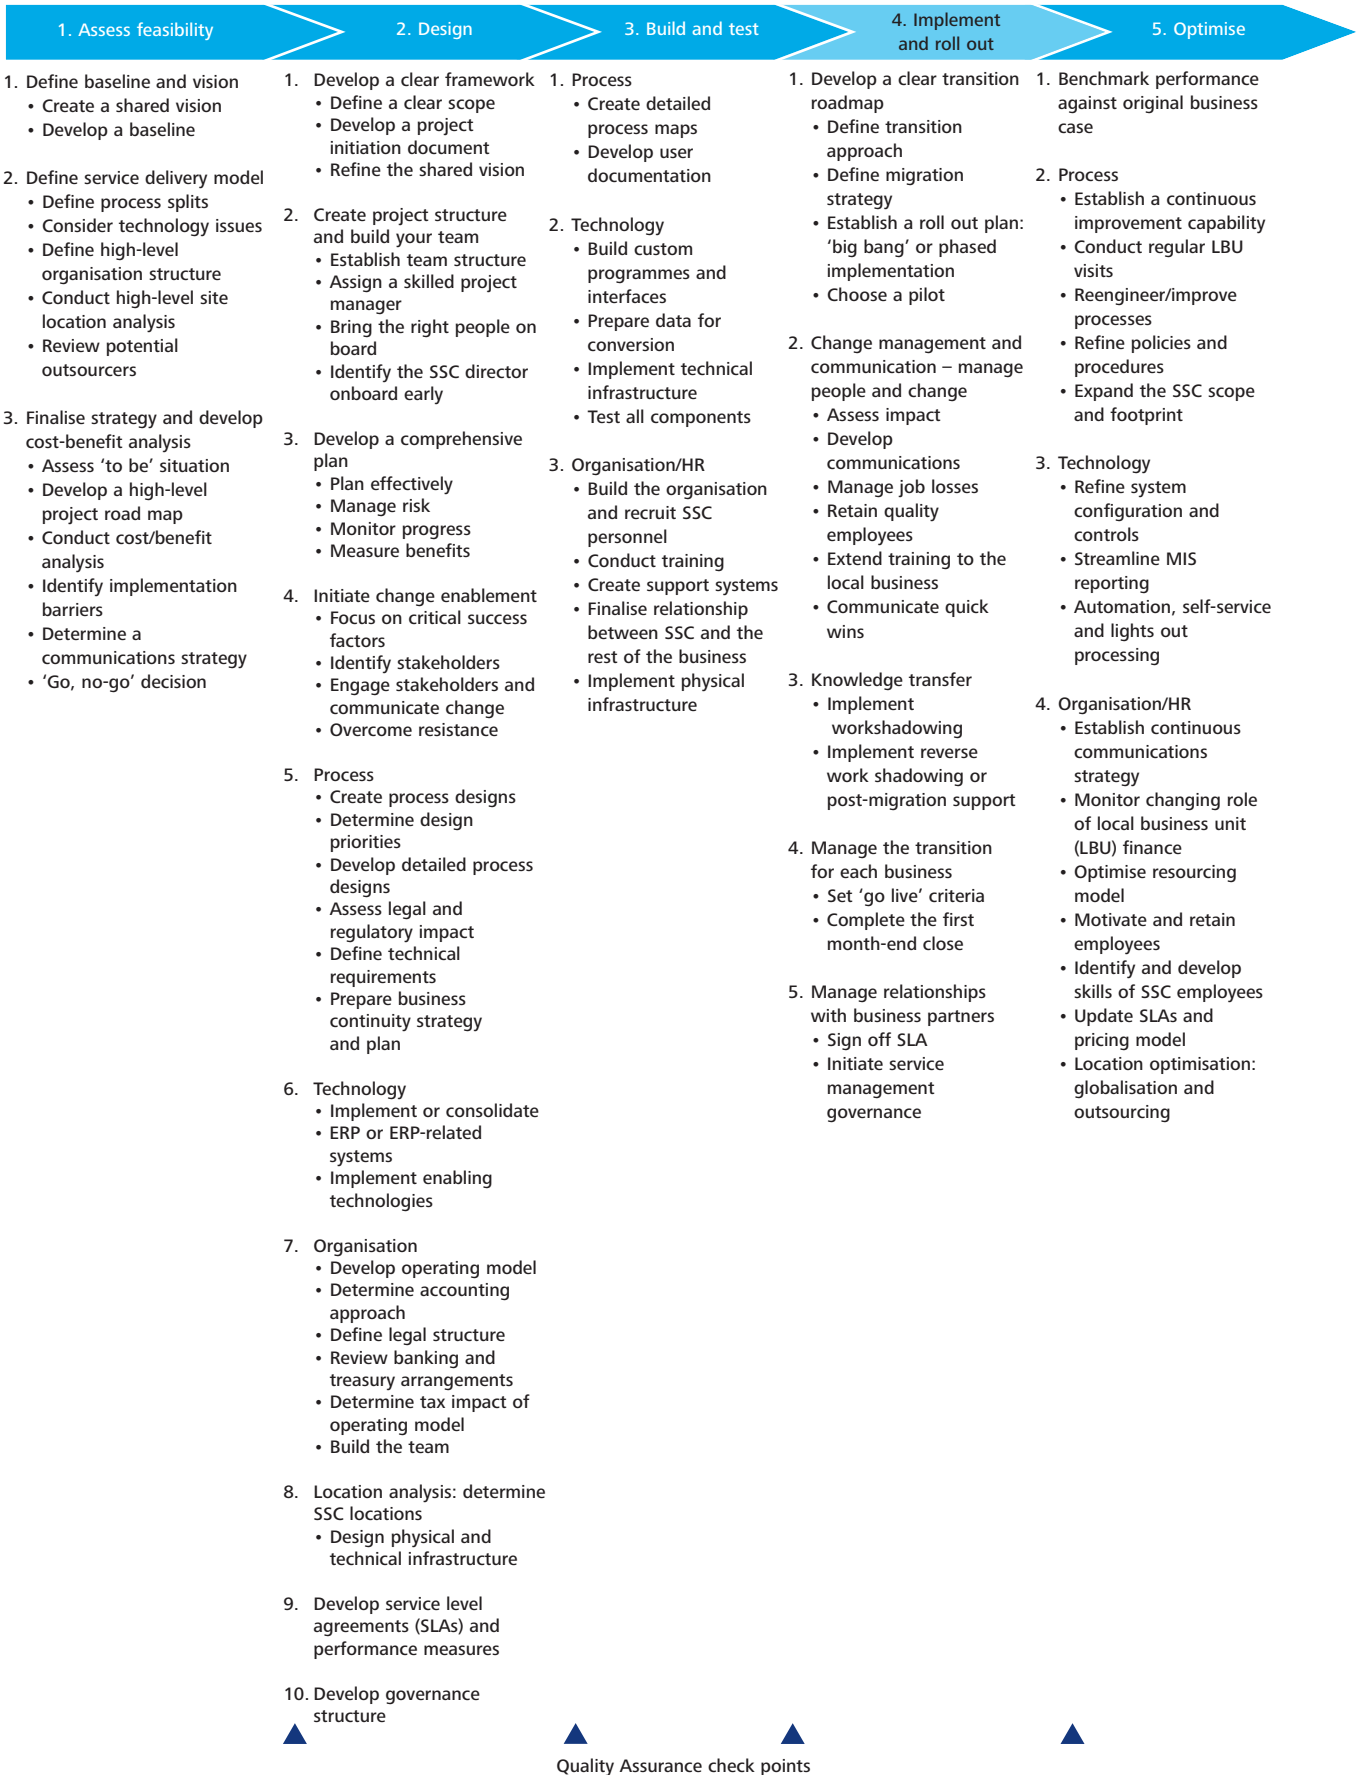 1. Assess feasibility
2. Design
3. Build and test
4. Implement
and roll out
5. Optimise
1. Define baseline and vision
• Create a shared vision
• Develop a baseline
2. Define service delivery model
• Define process splits
• Consider technology issues
• Define high-level
organisation structure
• Conduct high-level site
location analysis
• Review potential
outsourcers
3. Finalise strategy and develop
cost-benefit analysis
• Assess ‘to be’ situation
• Develop a high-level
project road map
• Conduct cost/benefit
analysis
• Identify implementation
barriers
• Determine a
communications strategy
• ‘Go, no-go’ decision
1. Develop a clear framework
• Define a clear scope
• Develop a project
initiation document
• Refine the shared vision
2. Create project structure
and build your team
• Establish team structure
• Assign a skilled project
manager
• Bring the right people on
board
• Identify the SSC director
onboard early
3. Develop a comprehensive
plan
• Plan effectively
• Manage risk
• Monitor progress
• Measure benefits
4. Initiate change enablement
• Focus on critical success
factors
• Identify stakeholders
• Engage stakeholders and
communicate change
• Overcome resistance
5. Process
• Create process designs
• Determine design
priorities
• Develop detailed process
designs
• Assess legal and
regulatory impact
• Define technical
requirements
• Prepare business
continuity strategy
and plan
6. Technology
• Implement or consolidate
• ERP or ERP-related
systems
• Implement enabling
technologies
7. Organisation
• Develop operating model
• Determine accounting
approach
• Define legal structure
• Review banking and
treasury arrangements
• Determine tax impact of
operating model
• Build the team
8. Location analysis: determine
SSC locations
• Design physical and
technical infrastructure
9. Develop service level
agreements (SLAs) and
performance measures
10. Develop governance
structure
1. Process
• Create detailed
process maps
• Develop user
documentation
2. Technology
• Build custom
programmes and
interfaces
• Prepare data for
conversion
• Implement technical
infrastructure
• Test all components
3. Organisation/HR
• Build the organisation
and recruit SSC
personnel
• Conduct training
• Create support systems
• Finalise relationship
between SSC and the
rest of the business
• Implement physical
infrastructure
1. Develop a clear transition
roadmap
• Define transition
approach
• Define migration
strategy
• Establish a roll out plan:
‘big bang’ or phased
implementation
• Choose a pilot
2. Change management and
communication – manage
people and change
• Assess impact
• Develop
communications
• Manage job losses
• Retain quality
employees
• Extend training to the
local business
• Communicate quick
wins
3. Knowledge transfer
• Implement
workshadowing
• Implement reverse
work shadowing or
post-migration support
4. Manage the transition
for each business
• Set ‘go live’ criteria
• Complete the first
month-end close
5. Manage relationships
with business partners
• Sign off SLA
• Initiate service
management
governance
1. Benchmark performance
against original business
case
2. Process
• Establish a continuous
improvement capability
• Conduct regular LBU
visits
• Reengineer/improve
processes
• Refine policies and
procedures
• Expand the SSC scope
and footprint
3. Technology
• Refine system
configuration and
controls
• Streamline MIS
reporting
• Automation, self-service
and lights out
processing
4. Organisation/HR
• Establish continuous
communications
strategy
• Monitor changing role
of local business unit
(LBU) finance
• Optimise resourcing
model
• Motivate and retain
employees
• Identify and develop
skills of SSC employees
• Update SLAs and
pricing model
• Location optimisation:
globalisation and
outsourcing
Quality Assurance check points